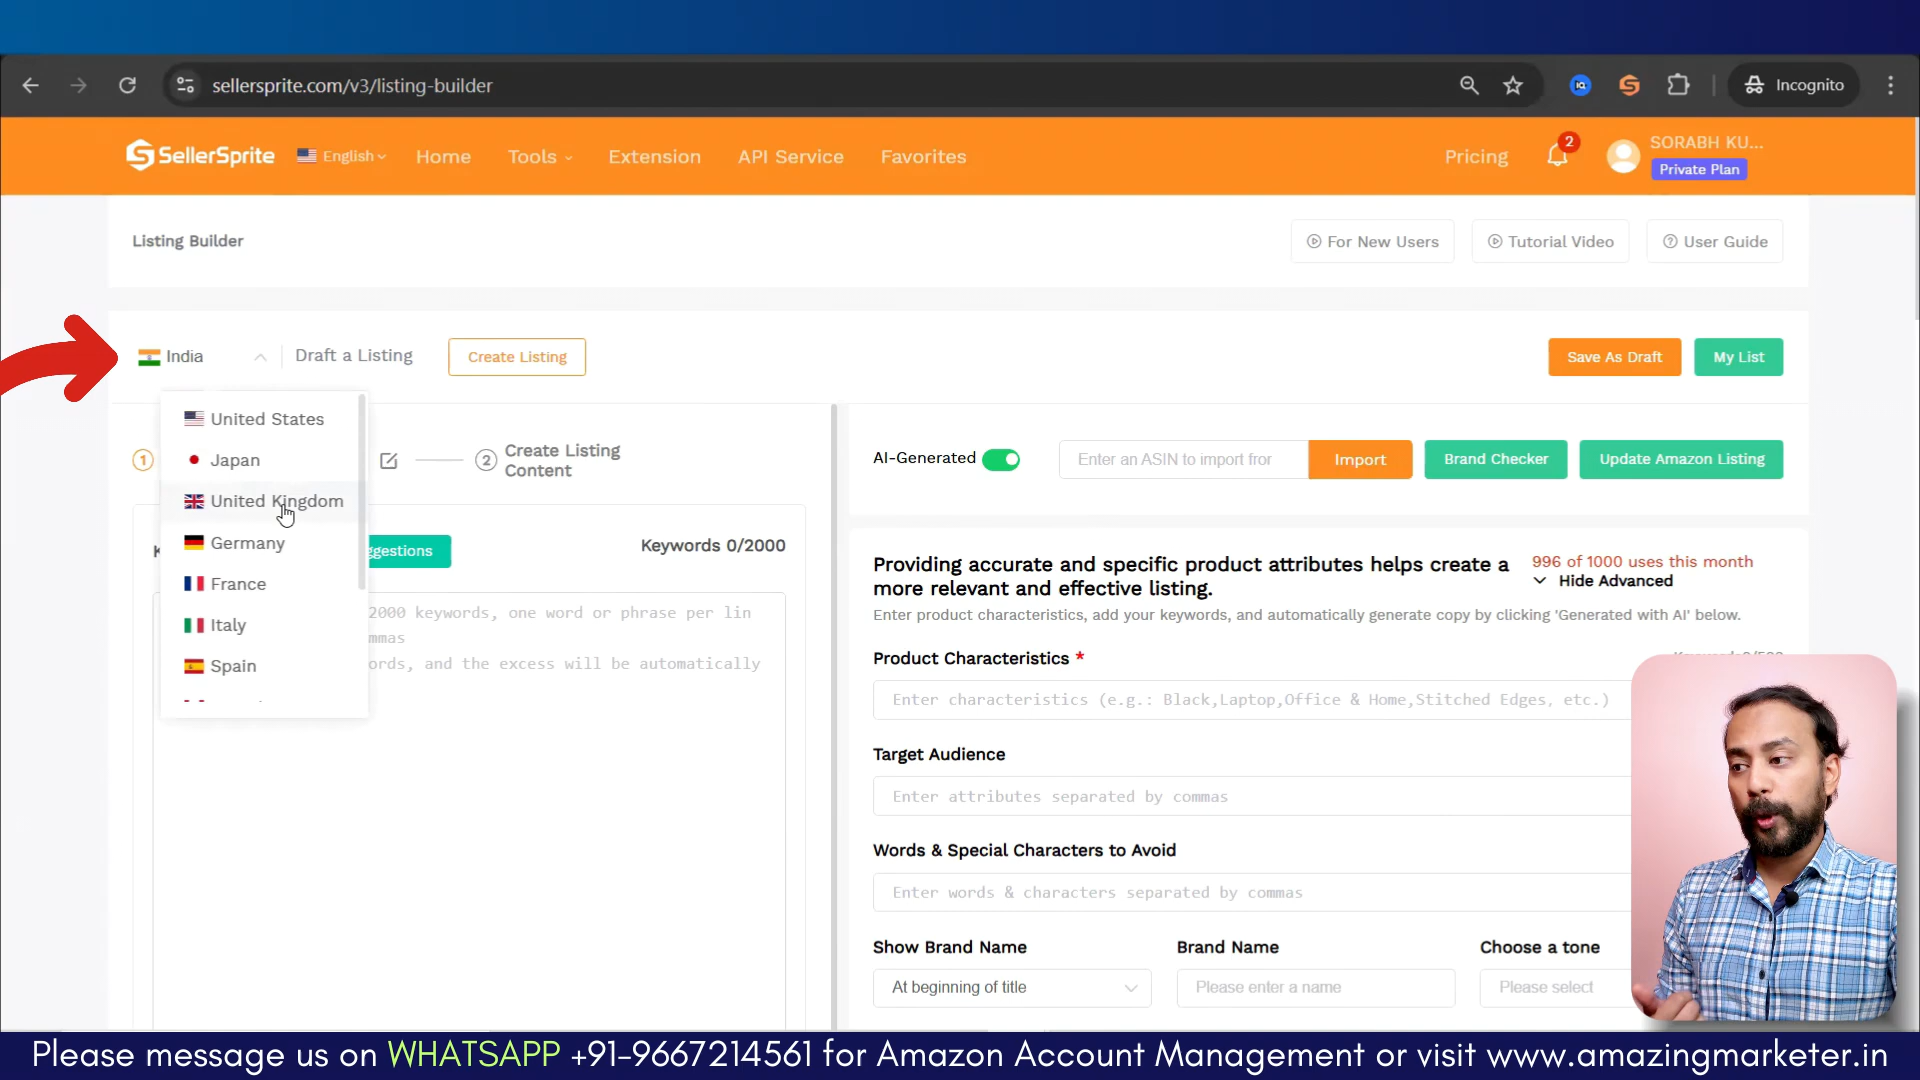 sellersprite.com/v3/listing-builder
Incognito
SellerSprite
English
Home
Tools
Extension
API Service
Favorites
Pricing
2
SORABH KU...
Private Plan
Listing Builder
For New Users
Tutorial Video
User Guide
India
Draft a Listing
Create Listing
Save As Draft
My List
United States
Japan
United Kingdom
Germany
France
Italy
Spain
1
2
Create Listing
Content
ggestions
Keywords 0/2000
2000 keywords, one word or phrase per lin
mmas
ords, and the excess will be automatically
AI-Generated
Enter an ASIN to import fror
Import
Brand Checker
Update Amazon Listing
Providing accurate and specific product attributes helps create a
more relevant and effective listing.
996 of 1000 uses this month
Hide Advanced
Enter product characteristics, add your keywords, and automatically generate copy by clicking 'Generated with AI' below.
Product Characteristics *
Enter characteristics (e.g.: Black,Laptop,Office & Home,Stitched Edges, etc.)
Target Audience
Enter attributes separated by commas
Words & Special Characters to Avoid
Enter words & characters separated by commas
Show Brand Name
Brand Name
Choose a tone
At beginning of title
Please enter a name
Please select
Please message us on WHATSAPP +91-9667214561 for Amazon Account Management or visit www.amazingmarketer.in